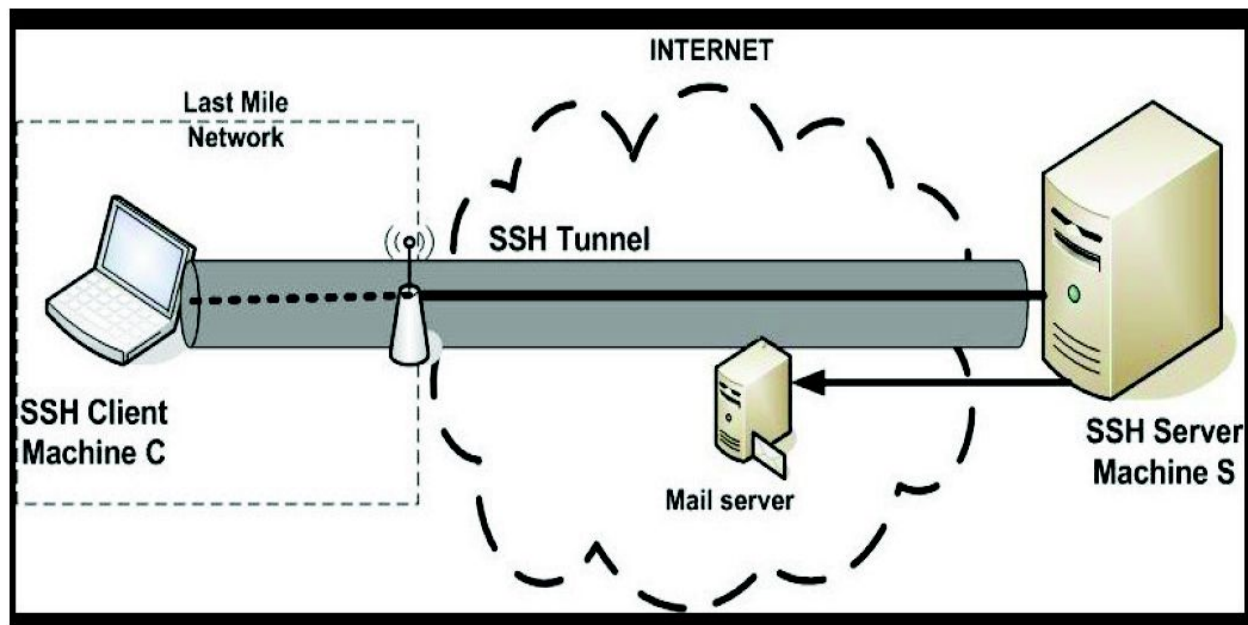 INTERNET
Last Mile
Network
SSH Tunnel
SSH Client
Machine C
Mail server
SSH Server
Machine S